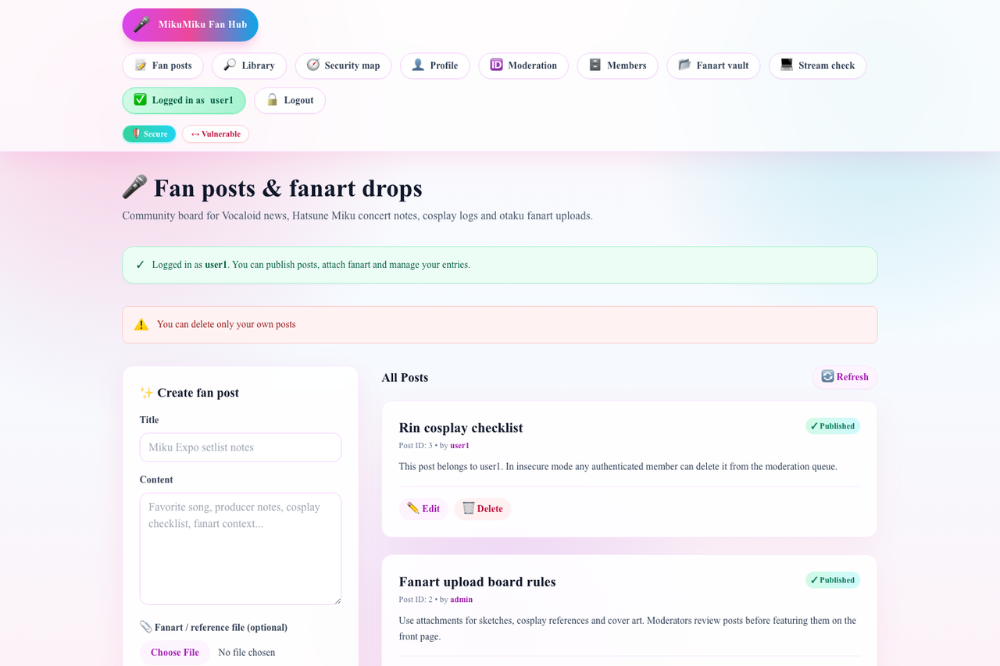 MikuMiku Fan Hub
Fan posts
Library
Security map
Profile
Moderation
Members
Fanart vault
Stream check
Logged in as user1
Logout
Secure
↔ Vulnerable
Fan posts & fanart drops
Community board for Vocaloid news, Hatsune Miku concert notes, cosplay logs and otaku fanart uploads.
✓ Logged in as user1. You can publish posts, attach fanart and manage your entries.
You can delete only your own posts
Create fan post
Title
Miku Expo setlist notes
Content
Favorite song, producer notes, cosplay
checklist, fanart context...
Fanart / reference file (optional)
Choose File No file chosen
All Posts
Refresh
Rin cosplay checklist
✓ Published
Post ID: 3 • by user1
This post belongs to user1. In insecure mode any authenticated member can delete it from the moderation queue.
Edit
Delete
Fanart upload board rules
✓ Published
Post ID: 2 • by admin
Use attachments for sketches, cosplay references and cover art. Moderators review posts before featuring them on the
front page.